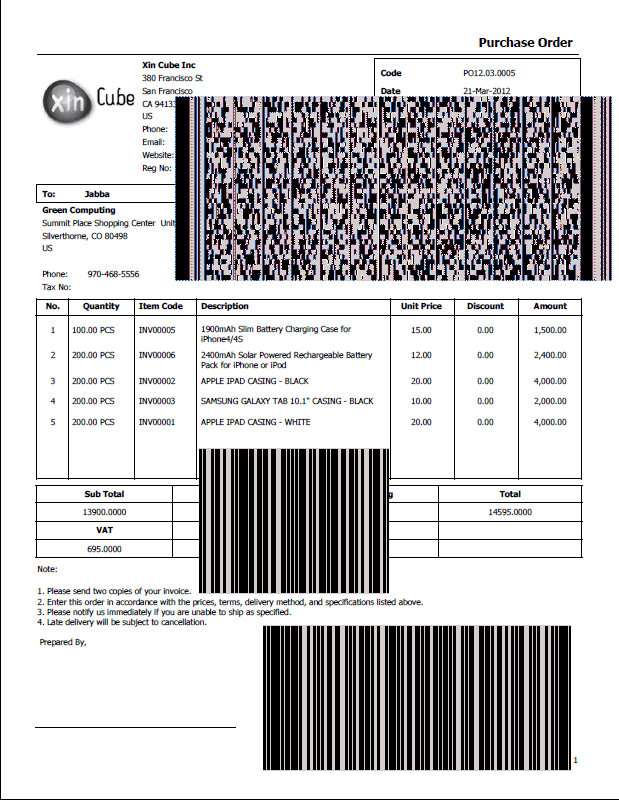 Purchase Order
xin Cube
Xin Cube Inc
380 Francisco St
San Francisco
CA 94133
US
Phone:
Email:
Website:
Reg No:
Code PO12.03.0005
Date 21-Mar-2012
To: Jabba
Green Computing
Summit Place Shopping Center Unit
Silverthorne, CO 80498
US
Phone: 970-468-5556
Tax No:
No. Quantity Item Code Description Unit Price Discount Amount
1 100.00 PCS INV00005 1900mAh Slim Battery Charging Case for 15.00 0.00 1,500.00
iPhone4/4S
2 200.00 PCS INV00006 2400mAh Solar Powered Rechargeable Battery 12.00 0.00 2,400.00
Pack for iPhone or iPod
3 200.00 PCS INV00002 APPLE IPAD CASING - BLACK 20.00 0.00 4,000.00
4 200.00 PCS INV00003 SAMSUNG GALAXY TAB 10.1" CASING - BLACK 10.00 0.00 2,000.00
5 200.00 PCS INV00001 APPLE IPAD CASING - WHITE 20.00 0.00 4,000.00
Sub Total Total
13900.0000 14595.0000
VAT
695.0000
Note:
1. Please send two copies of your invoice.
2. Enter this order in accordance with the prices, terms, delivery method, and specifications listed above.
3. Please notify us immediately if you are unable to ship as specified.
4. Late delivery will be subject to cancellation.
Prepared By,
1